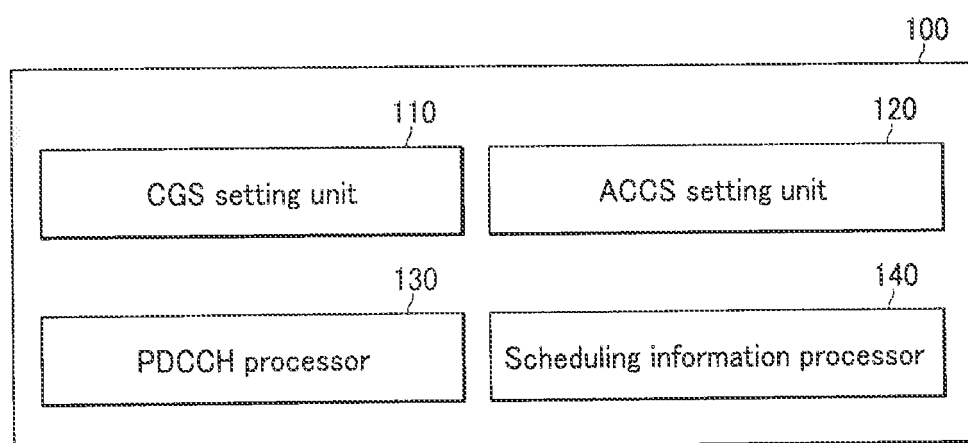 100
110
120
CGS setting unit
ACCS setting unit
130
140
PDCCH processor
Scheduling information processor